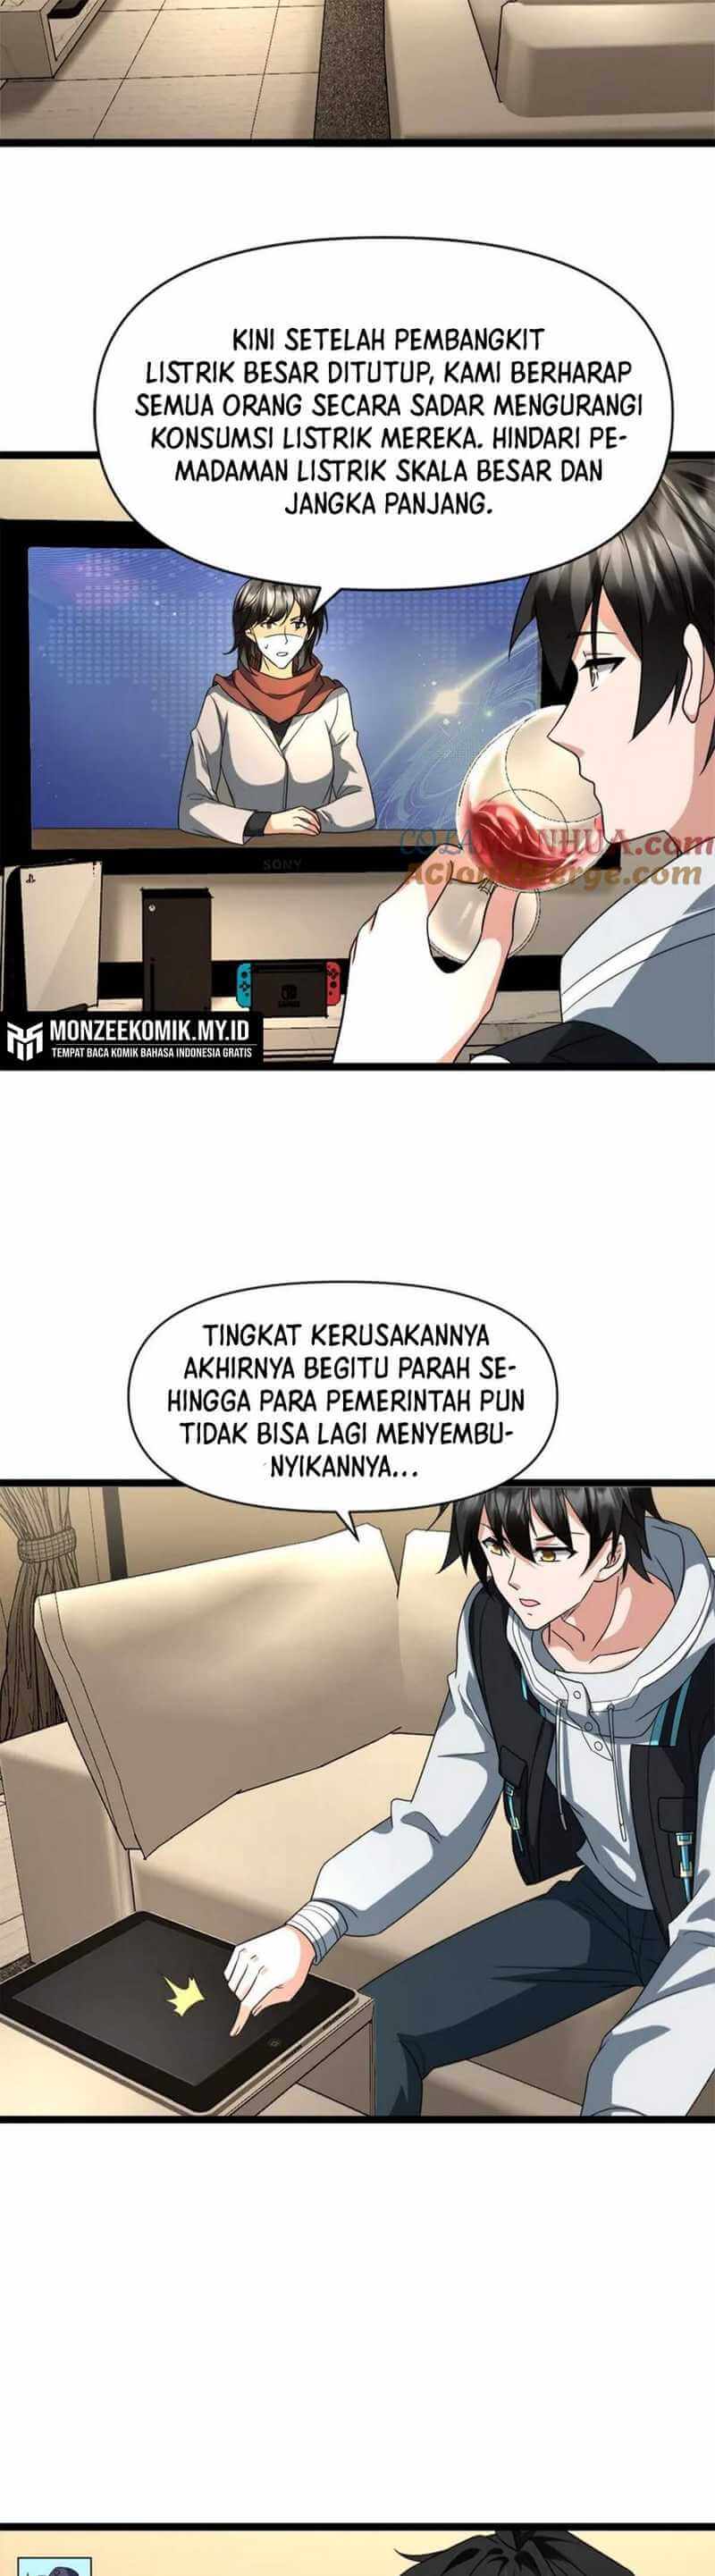 KINI SETELAH PEMBANGKIT
LISTRIK BESAR DITUTUP, KAMI BERHARAP
SEMUA ORANG SECARA SADAR MENGURANGI
KONSUMSI LISTRIK MEREKA. HINDARI PE-
MADAMAN LISTRIK SKALA BESAR DAN
JANGKA PANJANG.
COLAMANHUA.com
SONY
MONZEEKOMIK.MY.ID
TEMPAT BACA KOMIK BAHASA INDONESIA GRATIS
TINGKAT KERUSAKANNYA
AKHIRNYA BEGITU PARAH SE-
HINGGA PARA PEMERINTAH PUN
TIDAK BISA LAGI MENYEMBU-
NYIKANNYA...